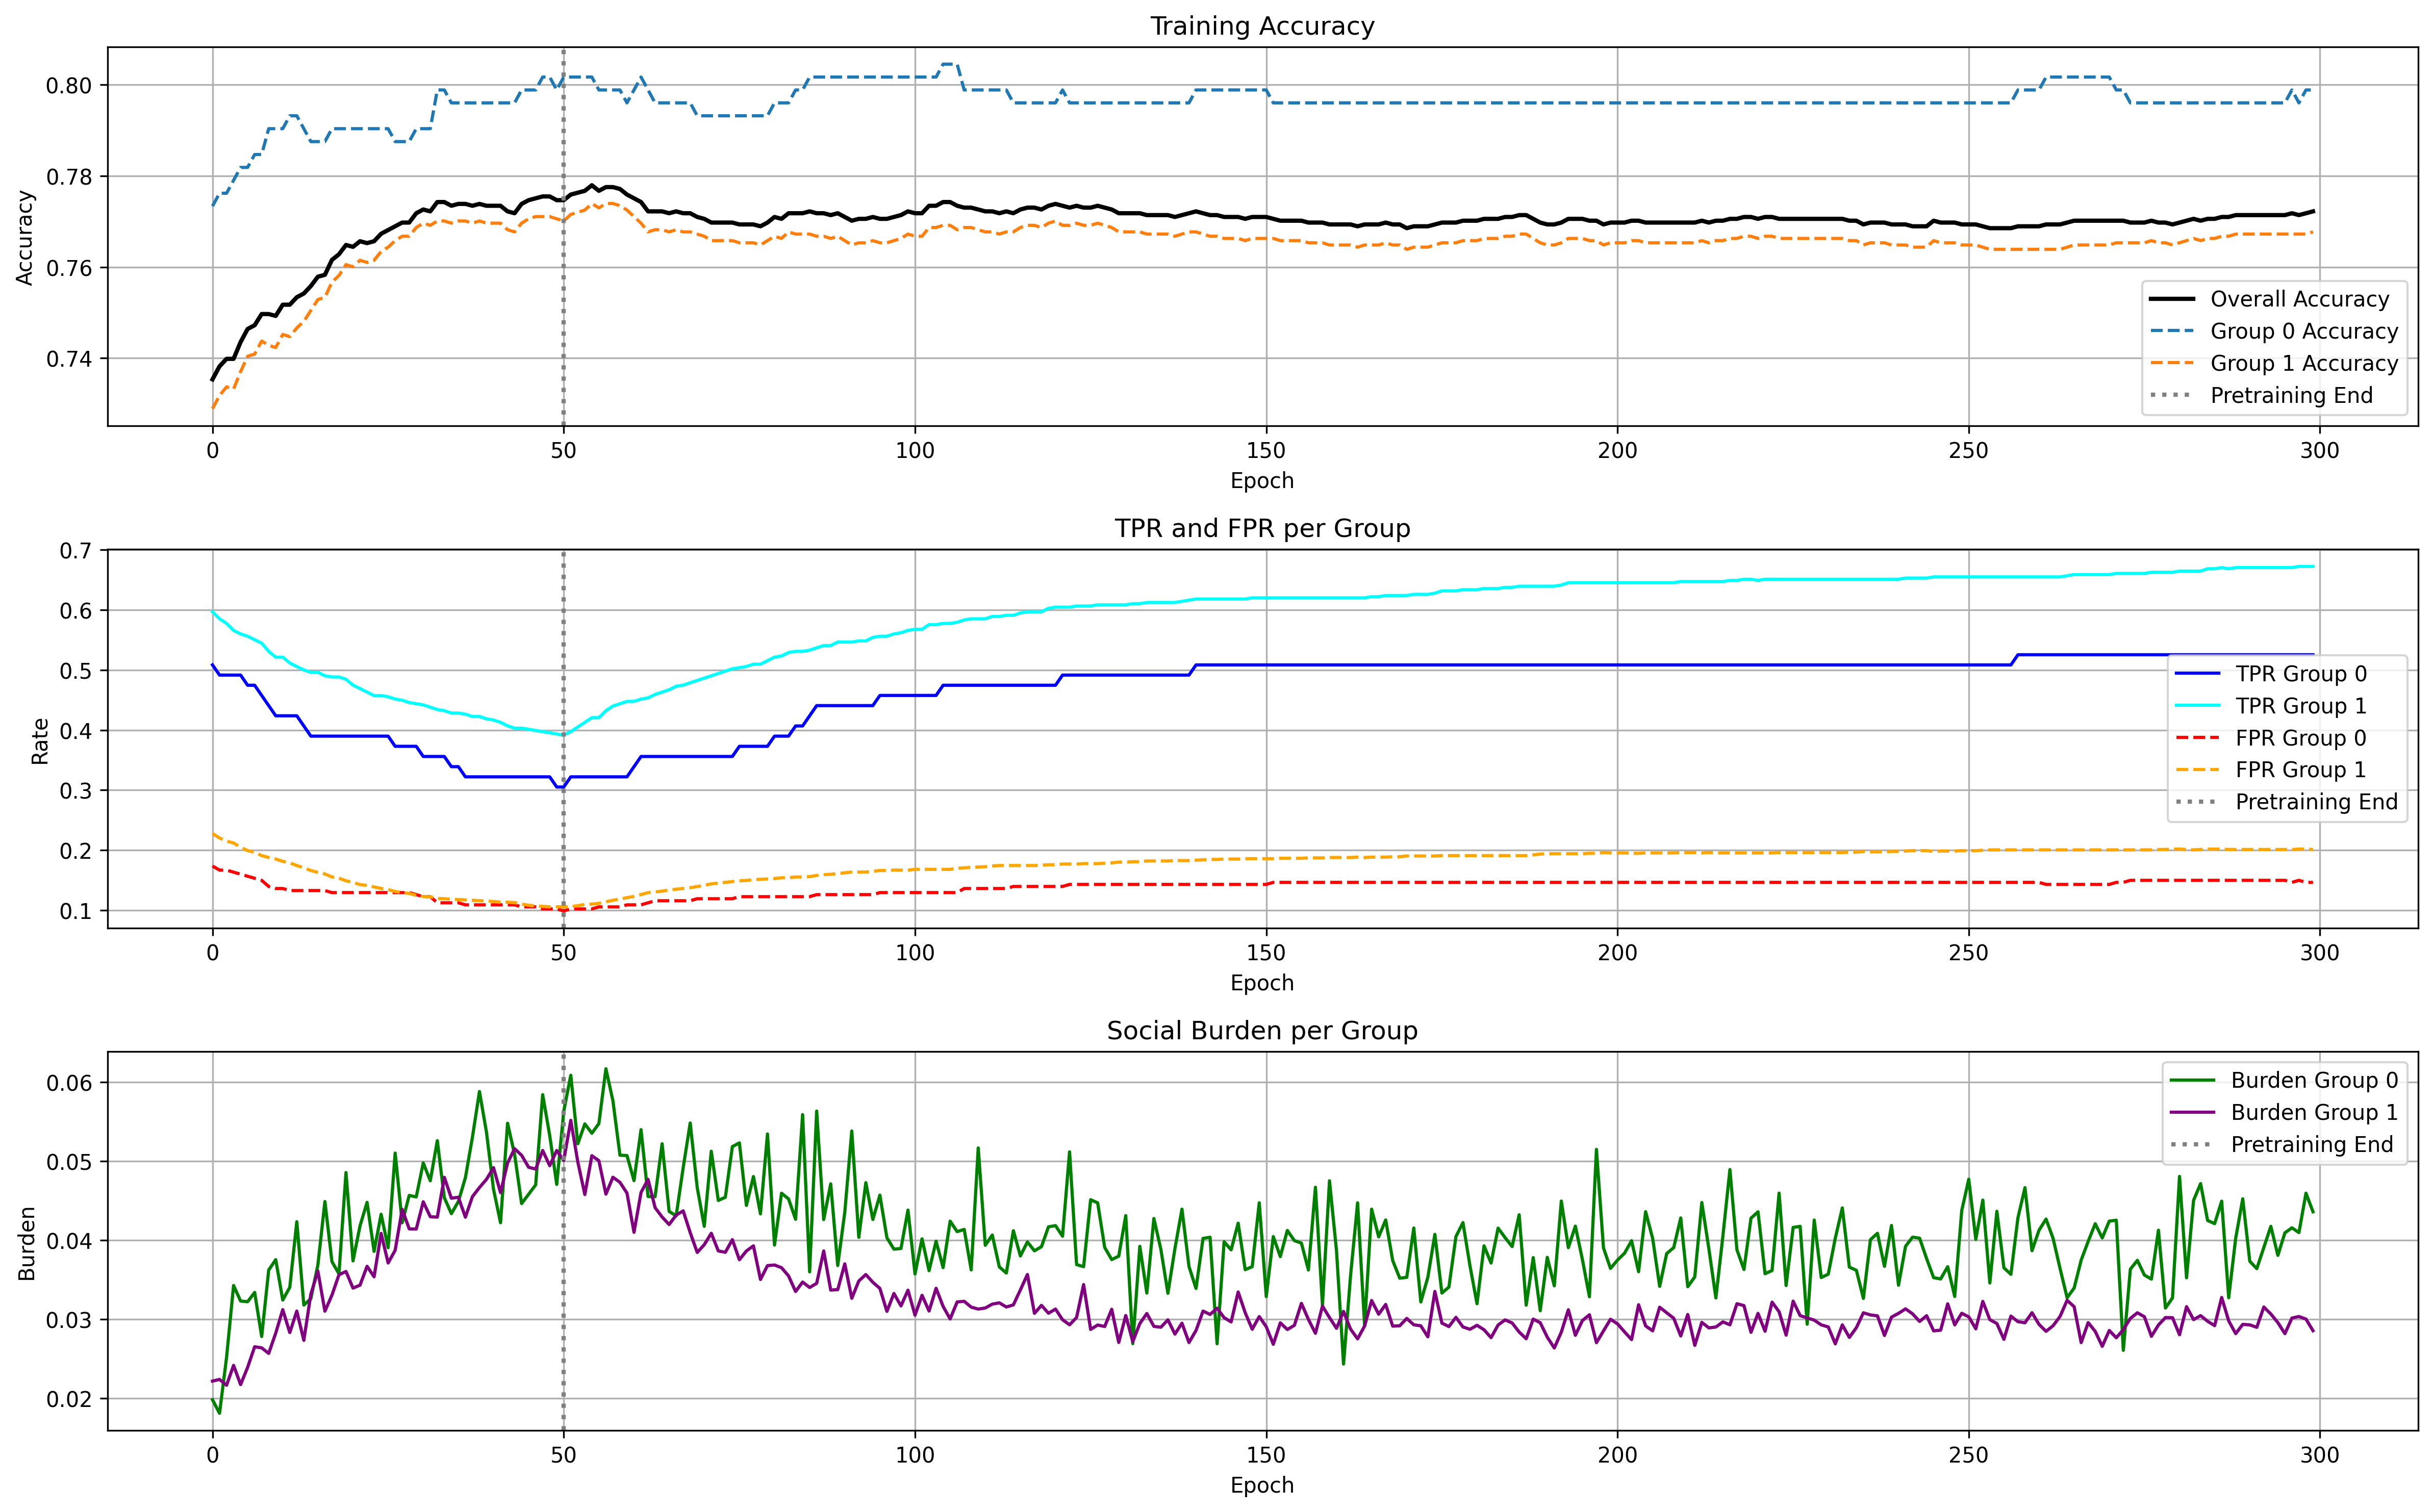 Training Accuracy
Accuracy
0.80
0.78
0.76
0.74
Overall Accuracy
Group 0 Accuracy
Group 1 Accuracy
Pretraining End
0 50 100 150 200 250 300
Epoch
TPR and FPR per Group
Rate
0.7
0.6
0.5
0.4
0.3
0.2
0.1
TPR Group 0
TPR Group 1
FPR Group 0
FPR Group 1
Pretraining End
0 50 100 150 200 250 300
Epoch
Social Burden per Group
Burden
0.06
0.05
0.04
0.03
0.02
Burden Group 0
Burden Group 1
Pretraining End
0 50 100 150 200 250 300
Epoch